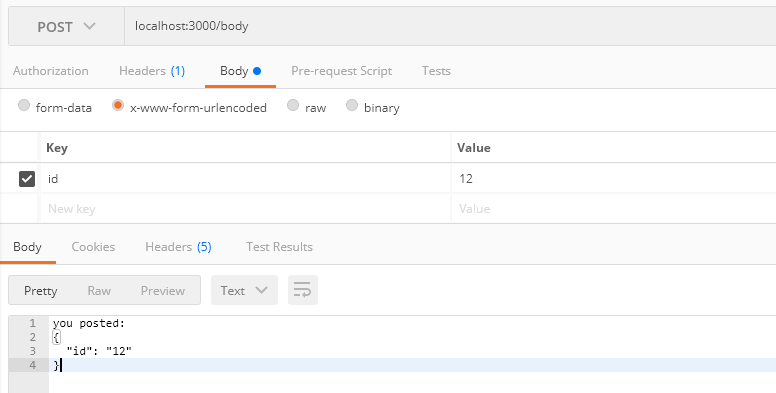 POST localhost:3000/body
Authorization Headers (1) Body Pre-request Script Tests
form-data x-www-form-urlencoded raw binary
Key Value
id 12
New key Value
Body Cookies Headers (5) Test Results
Pretty Raw Preview Text
1 you posted:
2 {
3 "id": "12"
4 }